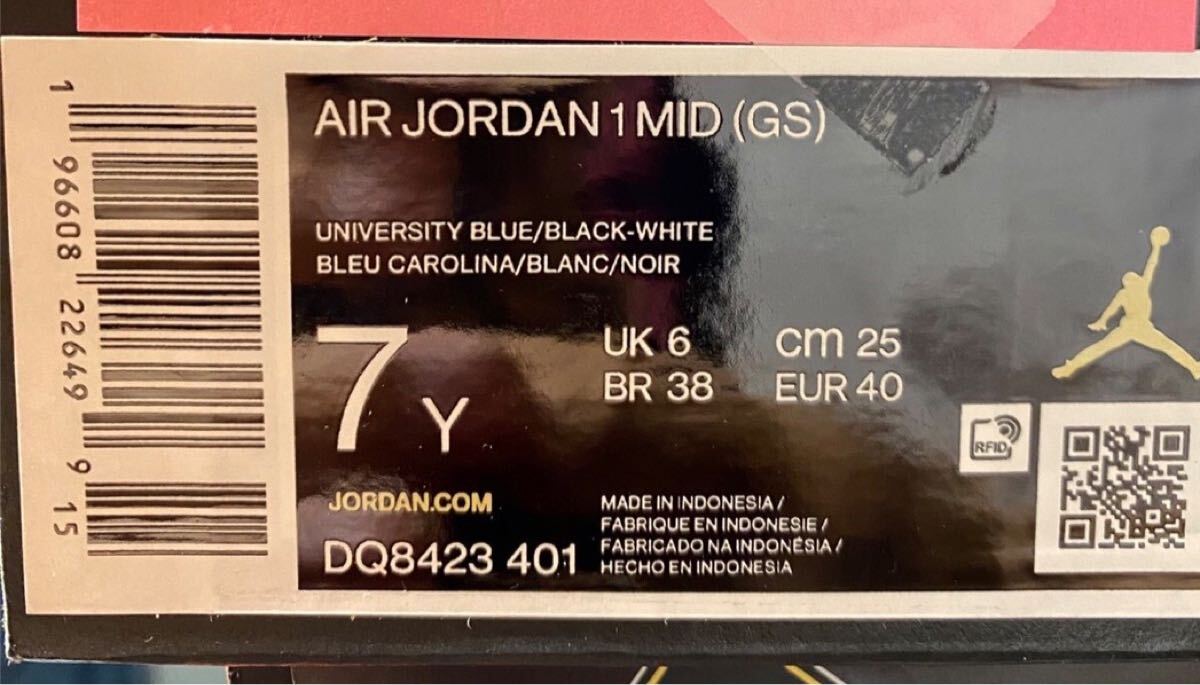 AIR JORDAN 1 MID (GS)
UNIVERSITY BLUE/BLACK-WHITE
BLEU CAROLINA/BLANC/NOIR
7 Y
UK 6 cm 25
BR 38 EUR 40
RFID
JORDAN.COM
DQ8423 401
MADE IN INDONESIA /
FABRIQUE EN INDONESIE /
FABRICADO NA INDONÉSIA /
HECHO EN INDONESIA
1 96608 22649 9 15